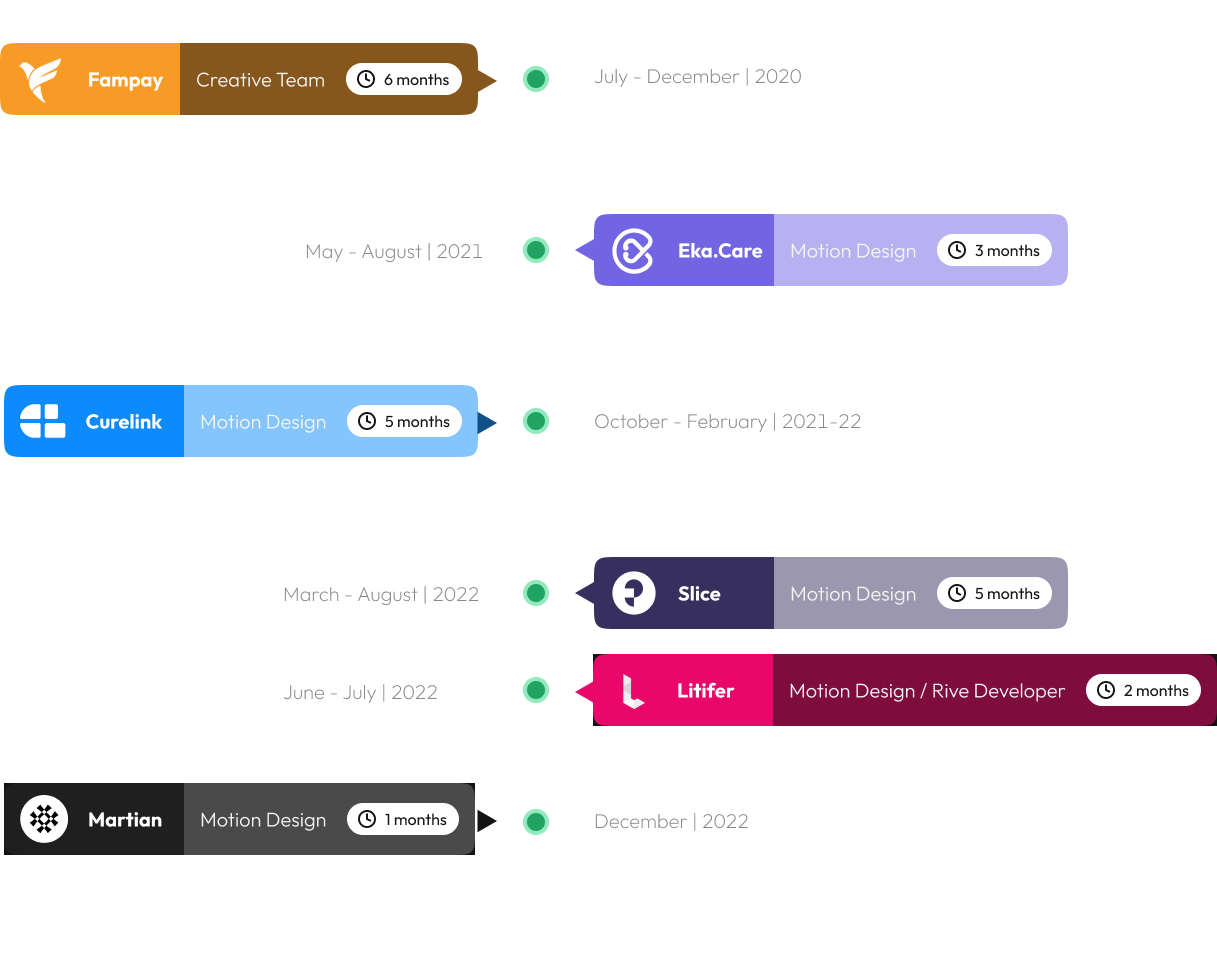 Fampay Creative Team 6 months July - December | 2020
May - August | 2021 Eka.Care Motion Design 3 months
Curelink Motion Design 5 months October - February | 2021-22
March - August | 2022 Slice Motion Design 5 months
June - July | 2022 Litifer Motion Design / Rive Developer 2 months
Martian Motion Design 1 months December | 2022